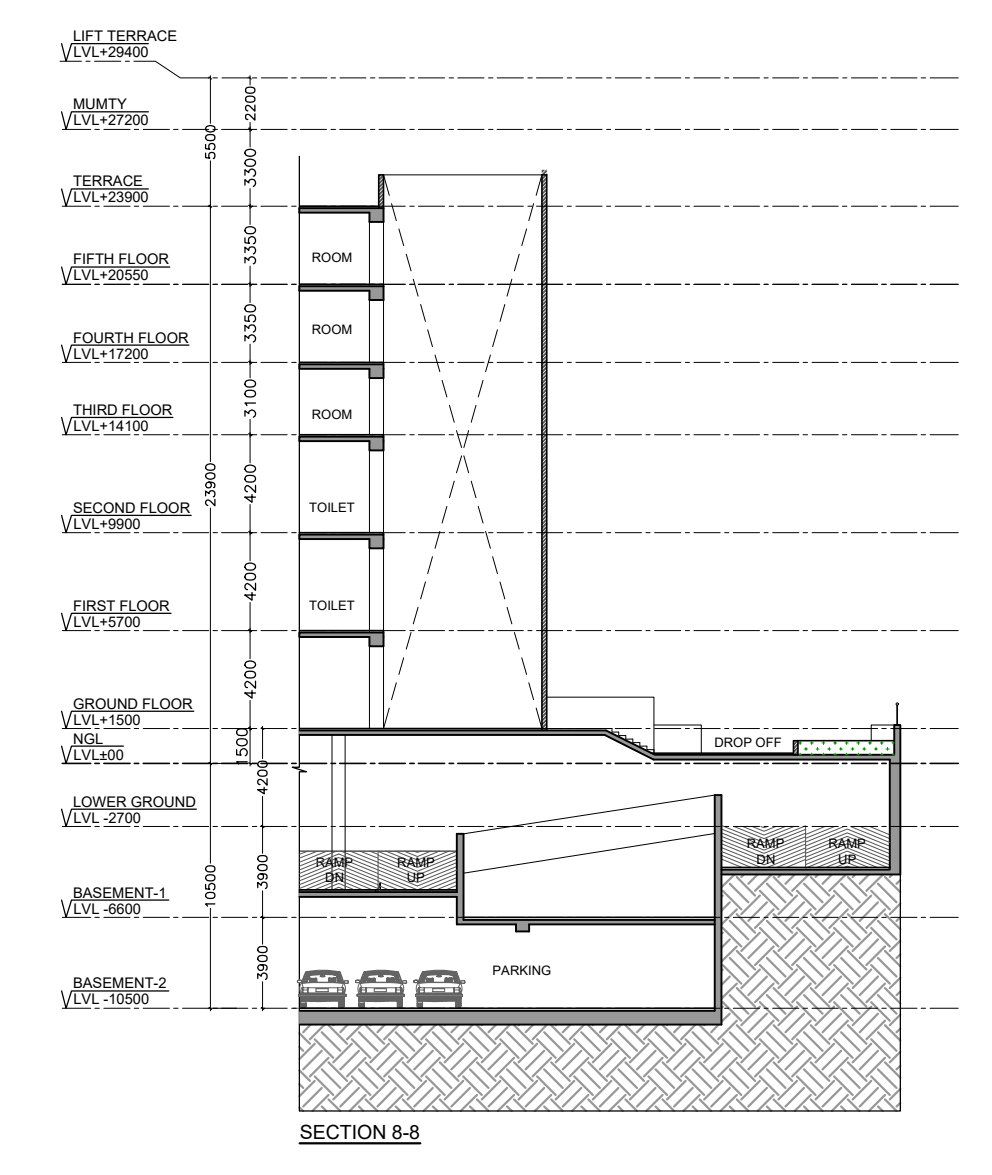 LIFT TERRACE
LVL+29400
2200
MUMTY
LVL+27200
5500
3300
TERRACE
LVL+23900
3350
ROOM
FIFTH FLOOR
LVL+20550
3350
ROOM
FOURTH FLOOR
LVL+17200
3100
THIRD FLOOR
LVL+14100
ROOM
23900
4200
SECOND FLOOR
LVL+9900
TOILET
4200
FIRST FLOOR
LVL+5700
TOILET
4200
GROUND FLOOR
LVL+1500
NGL
LVL±00
1500
DROP OFF
4200
LOWER GROUND
LVL -2700
RAMP
DN
RAMP
UP
RAMP
DN
RAMP
UP
3900
10500
BASEMENT-1
LVL -6600
3900
PARKING
BASEMENT-2
LVL -10500
SECTION 8-8